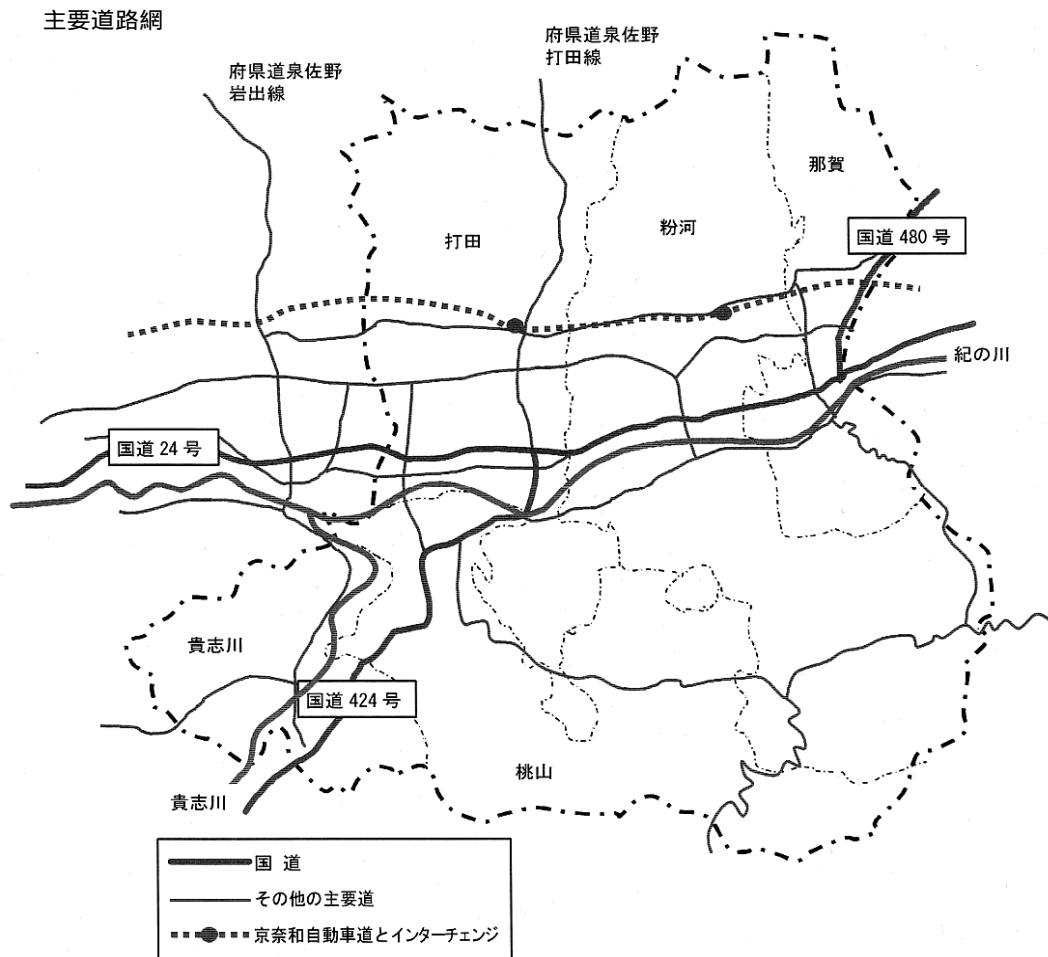 主要道路網
府県道泉佐野
岩出線
府県道泉佐野
打田線
那賀
粉河
打田
国道 480 号
紀の川
国道 24 号
貴志川
国道 424 号
桃山
貴志川
国 道
その他の主要道
京奈和自動車道とインターチェンジ